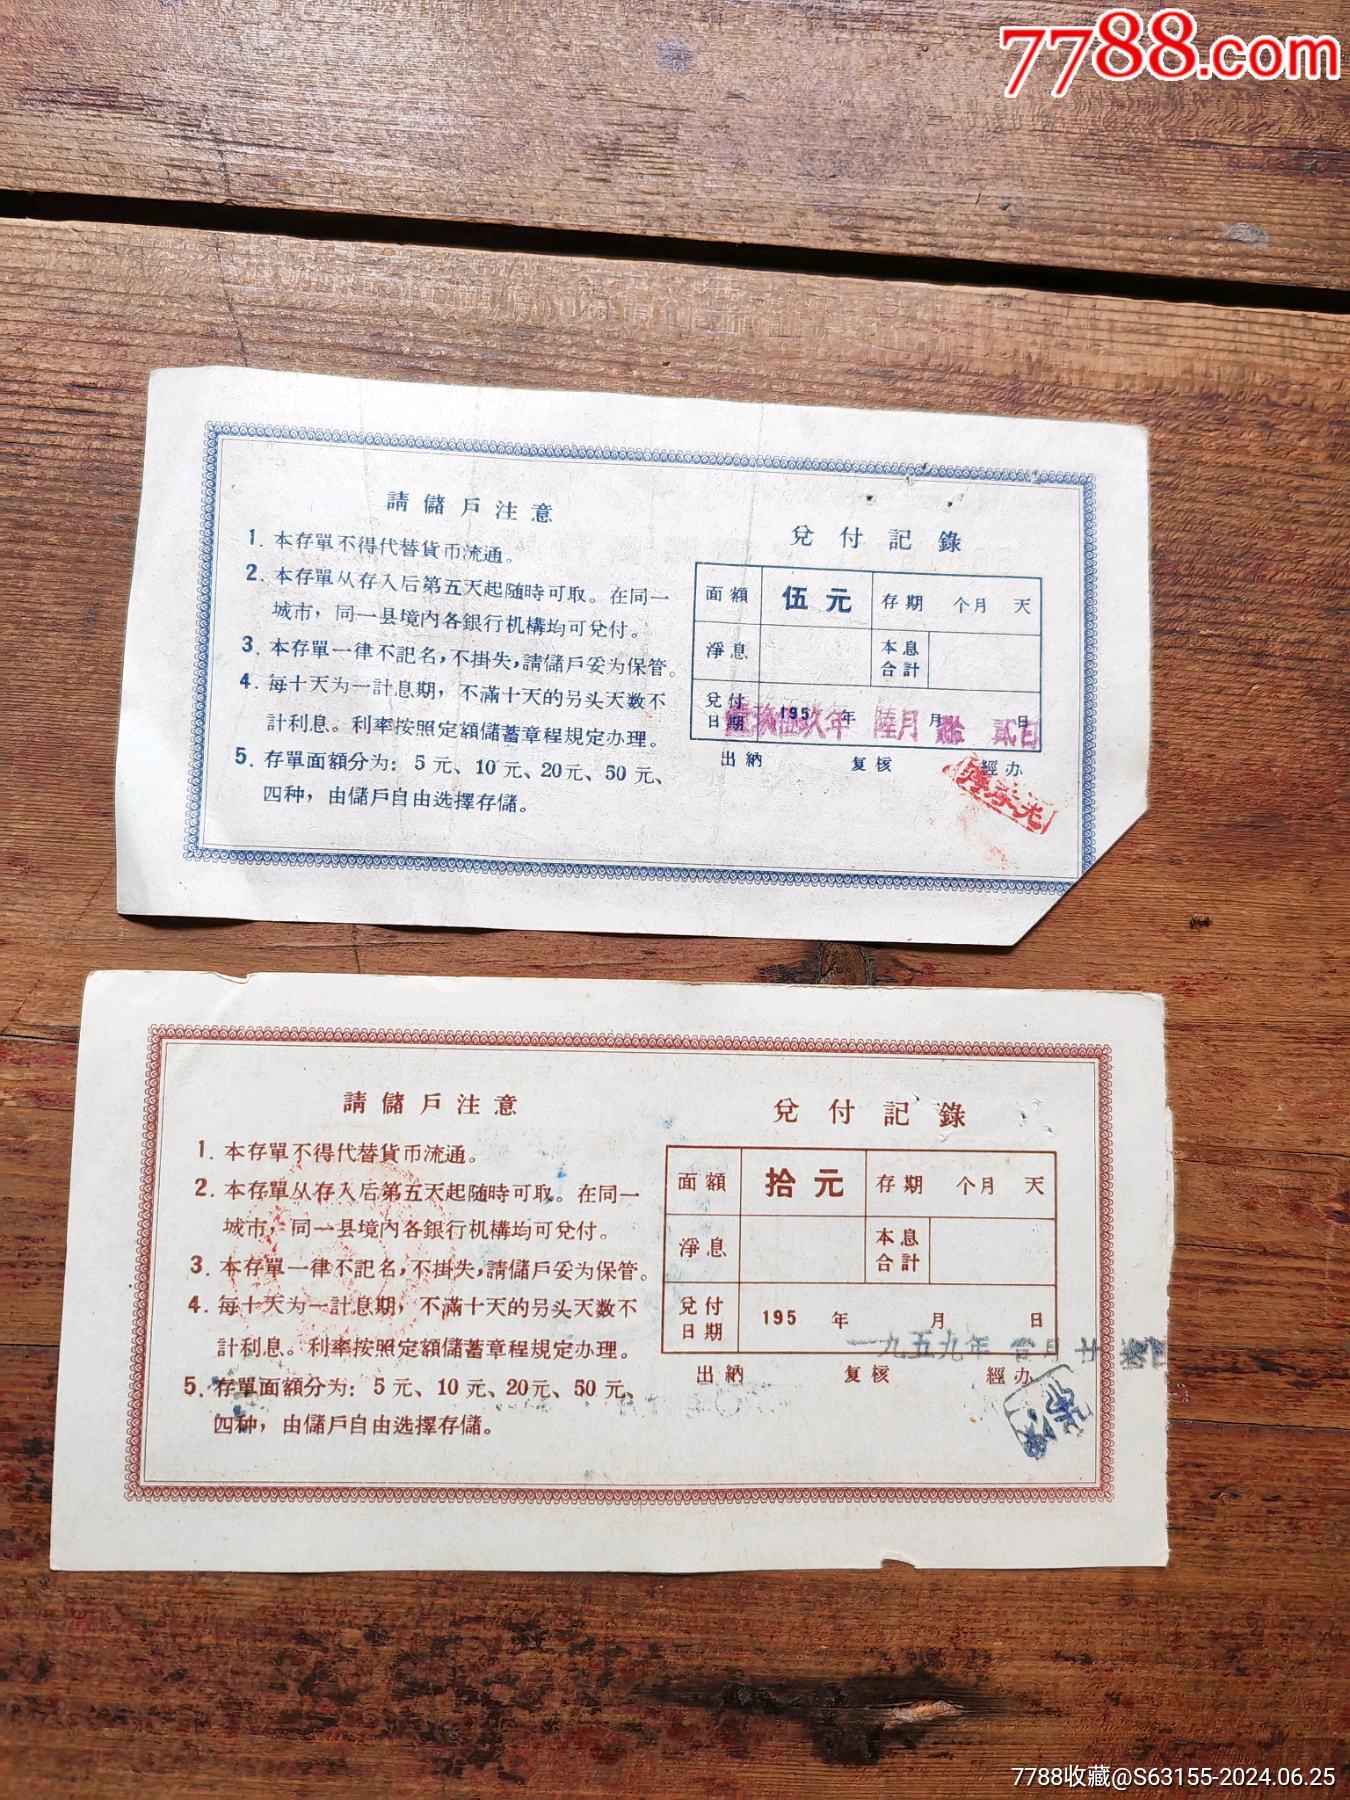 7788.com
請儲戶注意
1. 本存單不得代替貨币流通。
2. 本存單从存入后第五天起随時可取。在同一
城市，同一县境内各銀行机構均可兌付。
3. 本存單一律不記名，不掛失，請儲戶妥为保管。
4. 每十天为一計息期，不滿十天的另头天数不
計利息。利率按照定額儲蓄章程規定办理。
5. 存單面額分为：5元、10元、20元、50元、
四种，由儲戶自由选擇存儲。
兌付記錄
面額 伍元 存期 个月 天
淨息 本息合計
兌付日期 195 年 月 日
壹玖伍玖年 陸月 拾貳日
出納 复核 經办
請儲戶注意
1. 本存單不得代替貨币流通。
2. 本存單从存入后第五天起随時可取。在同一
城市，同一县境内各銀行机構均可兌付。
3. 本存單一律不記名，不掛失，請儲戶妥为保管。
4. 每十天为一計息期，不滿十天的另头天数不
計利息。利率按照定額儲蓄章程規定办理。
5. 存單面額分为：5元、10元、20元、50元、
四种，由儲戶自由选擇存儲。
兌付記錄
面額 拾元 存期 个月 天
淨息 本息合計
兌付日期 195 年 月 日
一九五九年 月廿
出納 复核 經办
7788收藏@S63155-2024.06.25